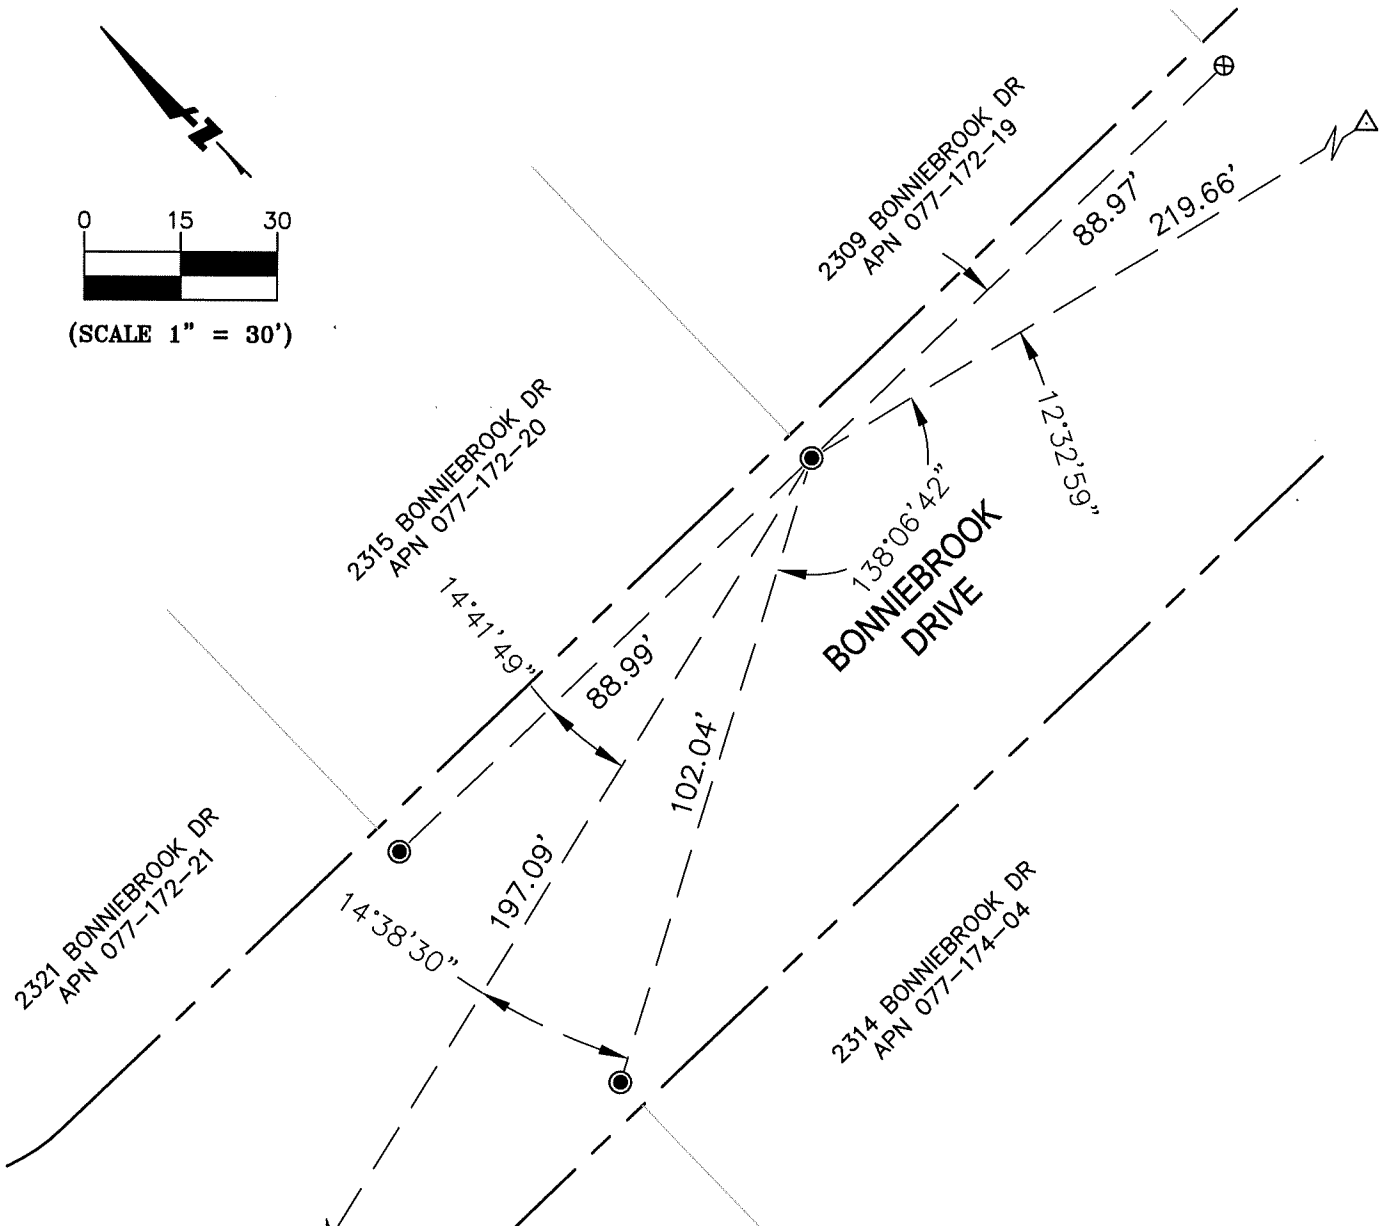 N
0 15 30
(SCALE 1" = 30')
2309 BONNIEBROOK DR
APN 077-172-19
88.97'
219.66'
12°32'59"
2315 BONNIEBROOK DR
APN 077-172-20
138°06'42"
BONNIEBROOK
DRIVE
14°41'49"
88.99'
102.04'
197.09'
14°38'30"
2321 BONNIEBROOK DR
APN 077-172-21
2314 BONNIEBROOK DR
APN 077-174-04